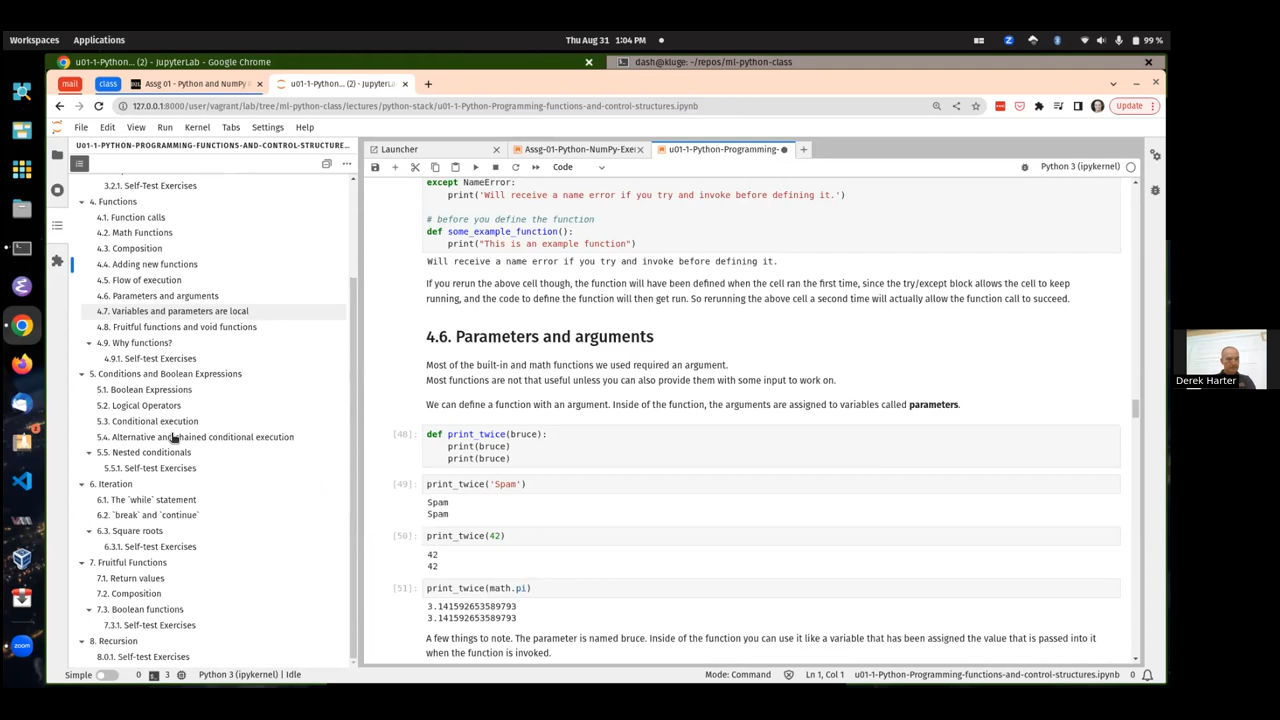 Workspaces
Applications
Thu Aug 31 1:04 PM
99 %
u01-1-Python... (2) - JupyterLab - Google Chrome
dash@kluge: ~/repos/ml-python-class
mail
class
Assg 01 - Python and NumPy
u01-1-Python... (2) - JupyterL
127.0.0.1:8000/user/vagrant/lab/tree/ml-python-class/lectures/python-stack/u01-1-Python-Programming-functions-and-control-structures.ipynb
Update
File Edit View Run Kernel Tabs Settings Help
U01-1-PYTHON-PROGRAMMING-FUNCTIONS-AND-CONTROL-STRUCTURE...
3.2.1. Self-Test Exercises
4. Functions
4.1. Function calls
4.2. Math Functions
4.3. Composition
4.4. Adding new functions
4.5. Flow of execution
4.6. Parameters and arguments
4.7. Variables and parameters are local
4.8. Fruitful functions and void functions
4.9. Why functions?
4.9.1. Self-test Exercises
5. Conditions and Boolean Expressions
5.1. Boolean Expressions
5.2. Logical Operators
5.3. Conditional execution
5.4. Alternative and chained conditional execution
5.5. Nested conditionals
5.5.1. Self-Test Exercises
6. Iteration
6.1. The `while` statement
6.2. `break` and `continue`
6.3. Square roots
6.3.1. Self-test Exercises
7. Fruitful Functions
7.1. Return values
7.2. Composition
7.3. Boolean functions
7.3.1. Self-test Exercises
8. Recursion
8.0.1. Self-test Exercises
Launcher
Assg-01-Python-NumPy-Exer
u01-1-Python-Programming-
Code
Python 3 (ipykernel)
except NameError:
print('Will receive a name error if you try and invoke before defining it.')
# before you define the function
def some_example_function():
print("This is an example function")
Will receive a name error if you try and invoke before defining it.
If you rerun the above cell though, the function will have been defined when the cell ran the first time, since the try/except block allows the cell to keep
running, and the code to define the function will then get run. So rerunning the above cell a second time will actually allow the function call to succeed.
4.6. Parameters and arguments
Most of the built-in and math functions we used required an argument.
Most functions are not that useful unless you can also provide them with some input to work on.
We can define a function with an argument. Inside of the function, the arguments are assigned to variables called parameters.
[48]: def print_twice(bruce):
print(bruce)
print(bruce)
[49]: print_twice('Spam')
Spam
Spam
[50]: print_twice(42)
42
42
[51]: print_twice(math.pi)
3.141592653589793
3.141592653589793
A few things to note. The parameter is named bruce. Inside of the function you can use it like a variable that has been assigned the value that is passed into it
when the function is invoked.
Derek Harter
Simple
0
3
Python 3 (ipykernel) | Idle
Mode: Command
Ln 1, Col 1
u01-1-Python-Programming-functions-and-control-structures.ipynb
0
zoom